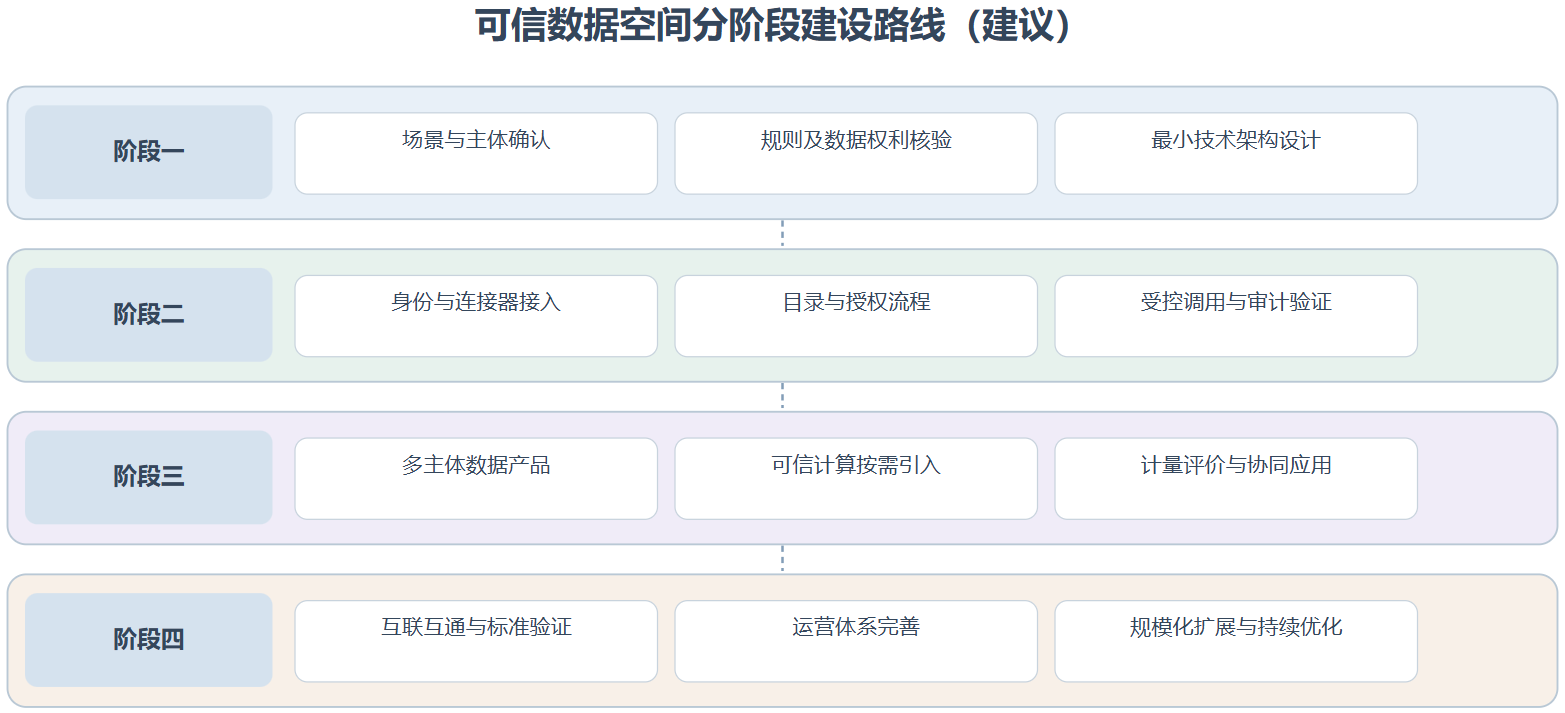 可信数据空间分阶段建设路线（建议）
阶段一
场景与主体确认
规则及数据权利核验
最小技术架构设计
阶段二
身份与连接器接入
目录与授权流程
受控调用与审计验证
阶段三
多主体数据产品
可信计算按需引入
计量评价与协同应用
阶段四
互联互通与标准验证
运营体系完善
规模化扩展与持续优化